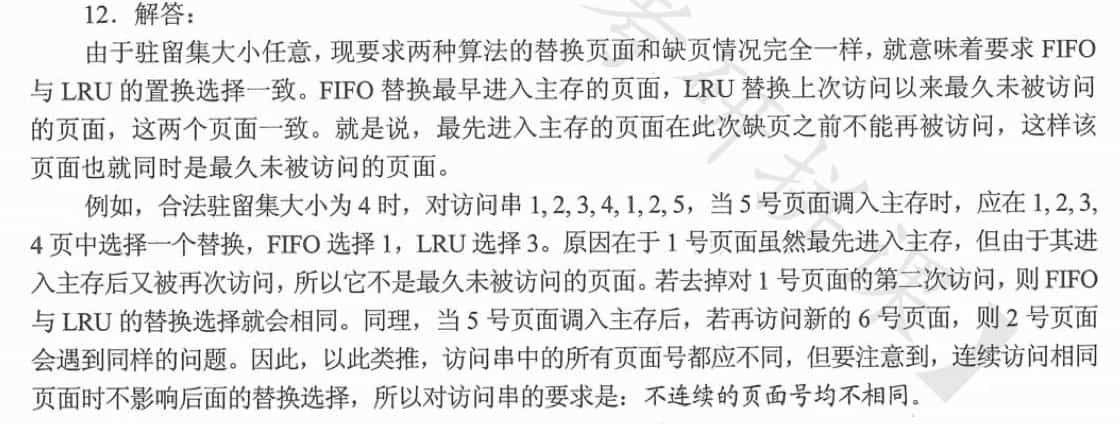 12．解答：
由于驻留集大小任意，现要求两种算法的替换页面和缺页情况完全一样，就意味着要求 FIFO
与 LRU 的置换选择一致。FIFO 替换最早进入主存的页面，LRU 替换上次访问以来最久未被访问
的页面，这两个页面一致。就是说，最先进入主存的页面在此次缺页之前不能再被访问，这样该
页面也就同时是最久未被访问的页面。
例如，合法驻留集大小为 4 时，对访问串 1, 2, 3, 4, 1, 2, 5，当 5 号页面调入主存时，应在 1, 2, 3,
4 页中选择一个替换，FIFO 选择 1，LRU 选择 3。原因在于 1 号页面虽然最先进入主存，但由于其进
入主存后又被再次访问，所以它不是最久未被访问的页面。若去掉对 1 号页面的第二次访问，则 FIFO
与 LRU 的替换选择就会相同。同理，当 5 号页面调入主存后，若再访问新的 6 号页面，则 2 号页面
会遇到同样的问题。因此，以此类推，访问串中的所有页面号都应不同，但要注意到，连续访问相同
页面时不影响后面的替换选择，所以对访问串的要求是：不连续的页面号均不相同。